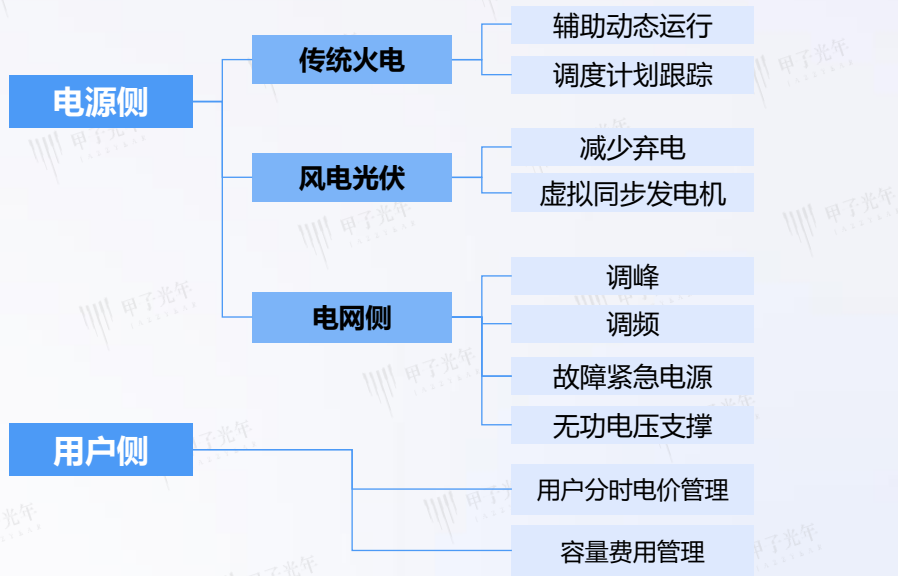 电源侧
传统火电
辅助动态运行
调度计划跟踪
风电光伏
减少弃电
虚拟同步发电机
电网侧
调峰
调频
故障紧急电源
无功电压支撑
用户侧
用户分时电价管理
容量费用管理
甲子光年